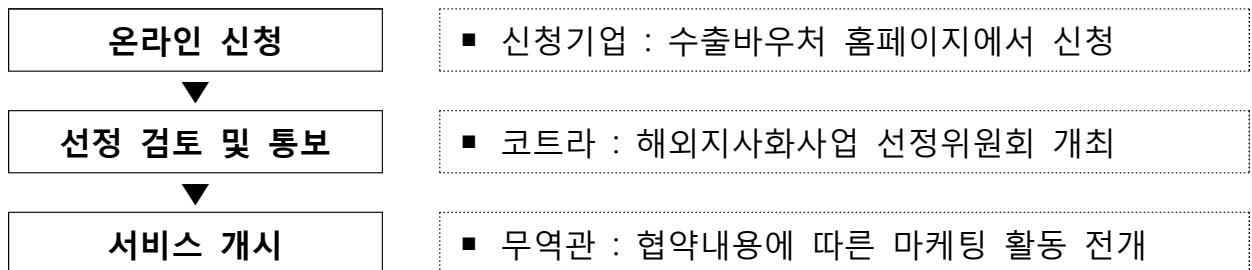 온라인 신청
■ 신청기업 : 수출바우처 홈페이지에서 신청
▼
선정 검토 및 통보
■ 코트라 : 해외지사화사업 선정위원회 개최
▼
서비스 개시
■ 무역관 : 협약내용에 따른 마케팅 활동 전개